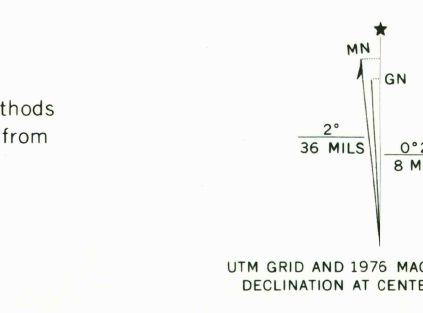 thods
from
★
MN
GN
2°
36 MILS
0°2
8 M
UTM GRID AND 1976 MAG
DECLINATION AT CENTE